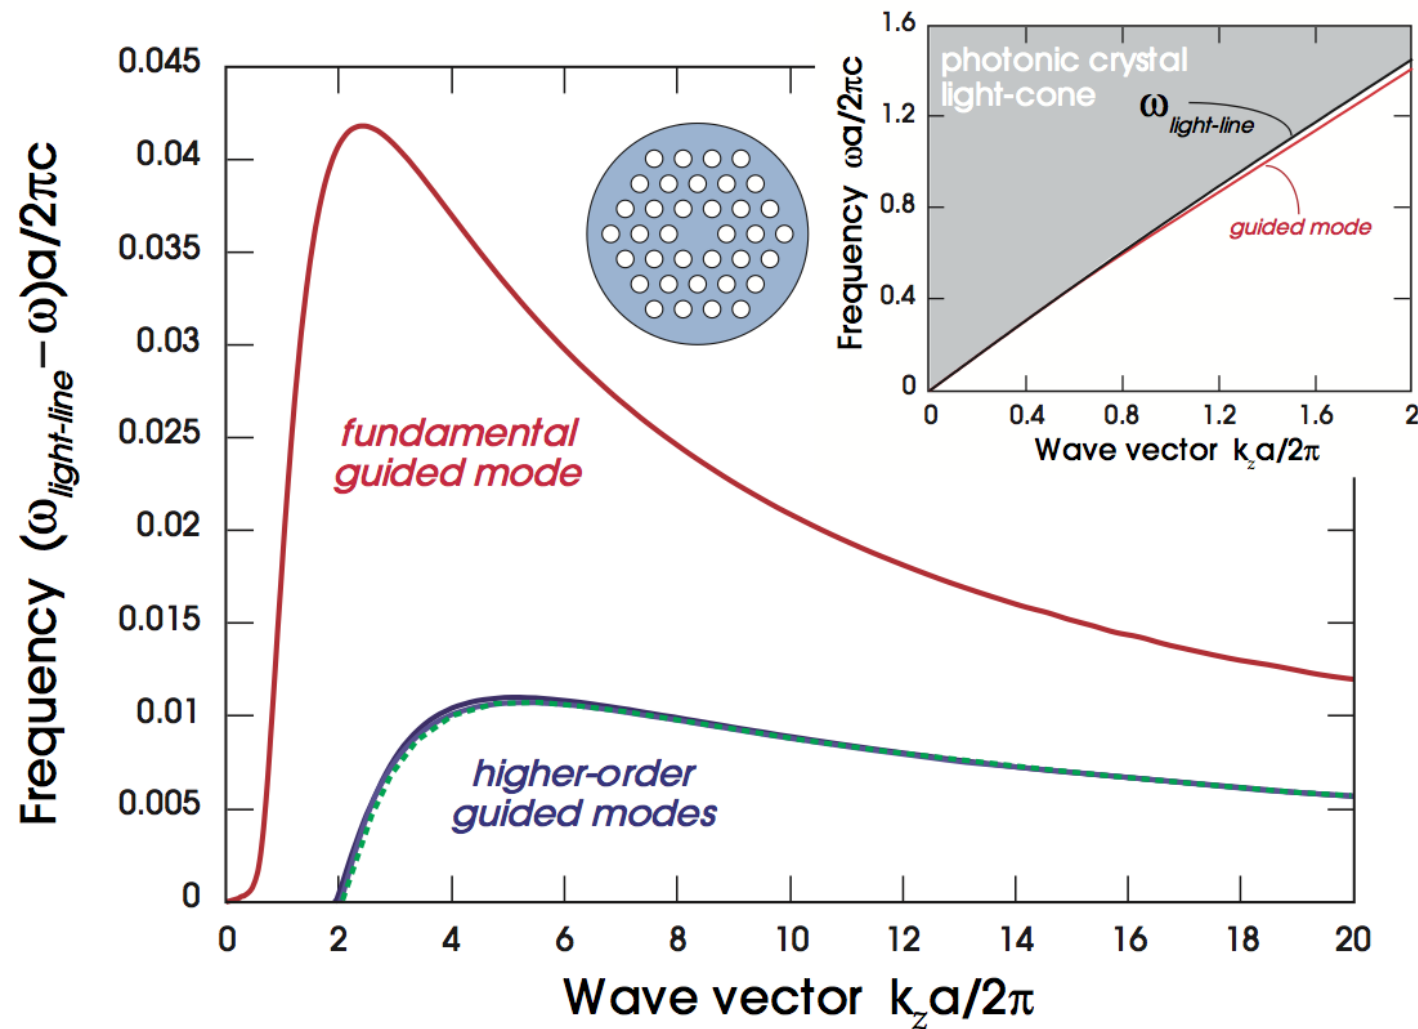 Frequency (ω_light-line − ω)a/2πc
0.045
0.04
0.035
0.03
0.025
0.02
0.015
0.01
0.005
0
0 2 4 6 8 10 12 14 16 18 20
Wave vector k_z a/2π
fundamental
guided mode
higher-order
guided modes
Frequency ωa/2πc
1.6
1.2
0.8
0.4
0
0 0.4 0.8 1.2 1.6 2
Wave vector k_z a/2π
photonic crystal
light-cone
ω_light-line
guided mode